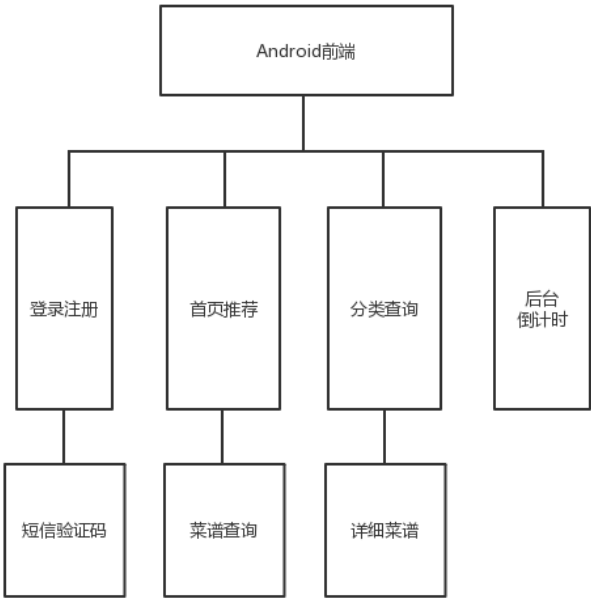 Android前端
登录注册
首页推荐
分类查询
后台
倒计时
短信验证码
菜谱查询
详细菜谱